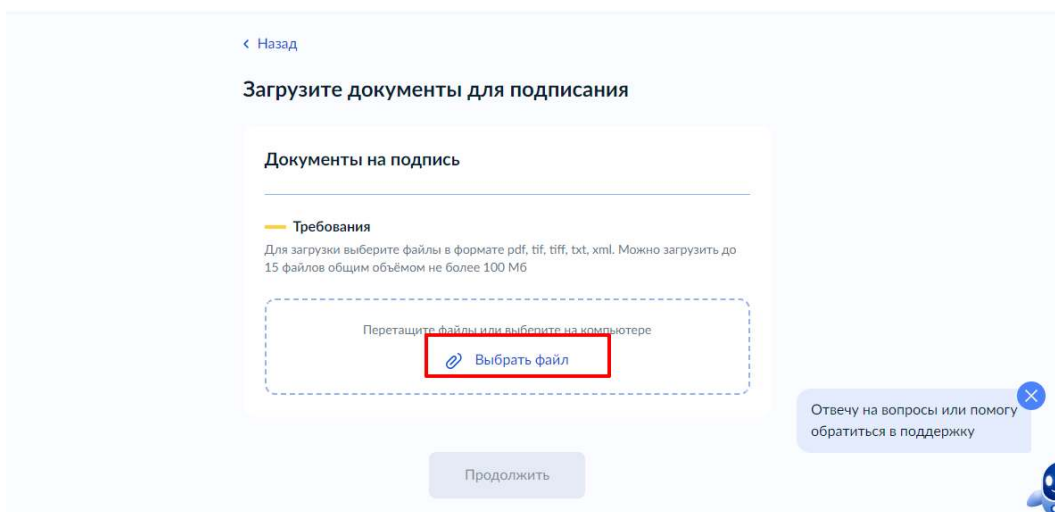 Назад
Загрузите документы для подписания
Документы на подпись
Требования
Для загрузки выберите файлы в формате pdf, tif, tiff, txt, xml. Можно загрузить до
15 файлов общим объёмом не более 100 Мб
Перетащите файлы или выберите на компьютере
Выбрать файл
Отвечу на вопросы или помогу
обратиться в поддержку
Продолжить